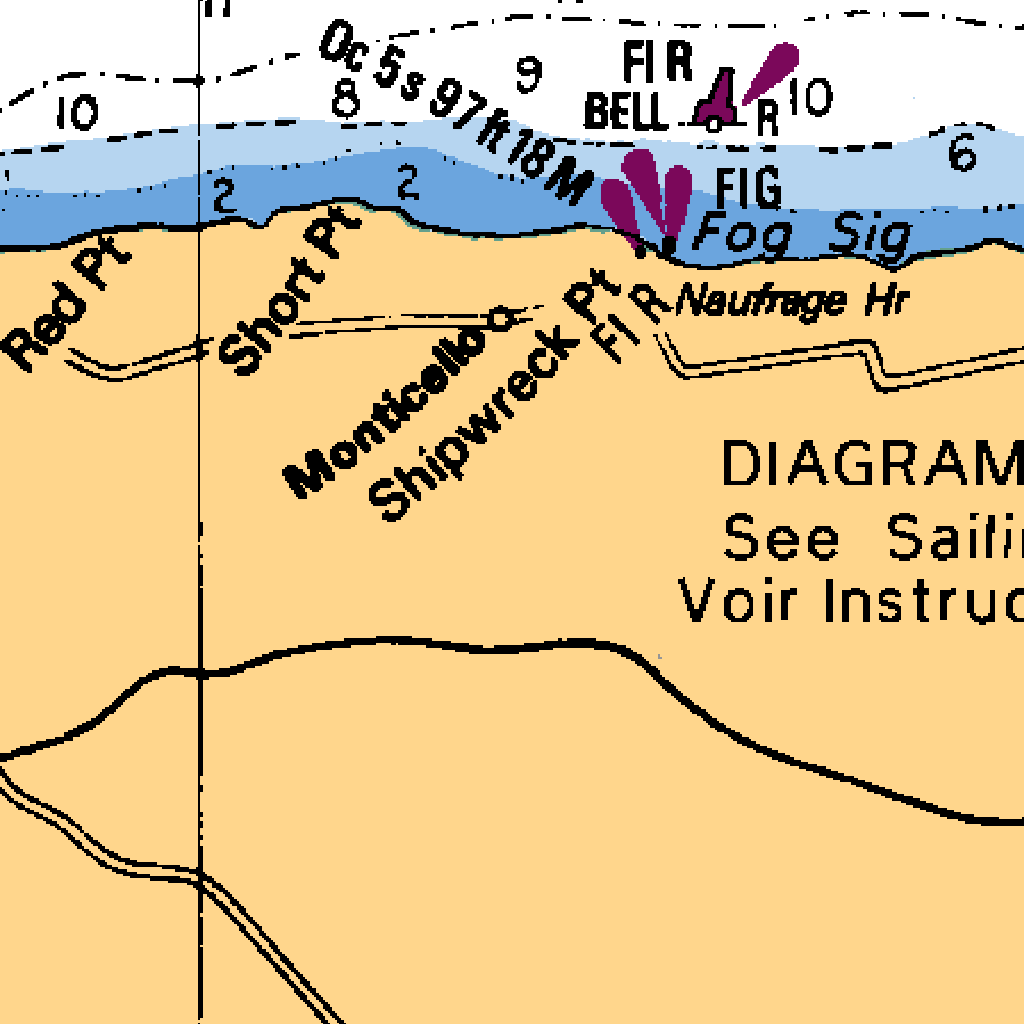 Oc 5s 97ft 18M
9
Fl R
BELL
R
10
10
8
6
2
2
Fl G
Fog Sig
Red Pt
Short Pt
Monticello
Shipwreck Pt
Fl R
Naufrage Hr
DIAGRAM
See Saili
Voir Instruc